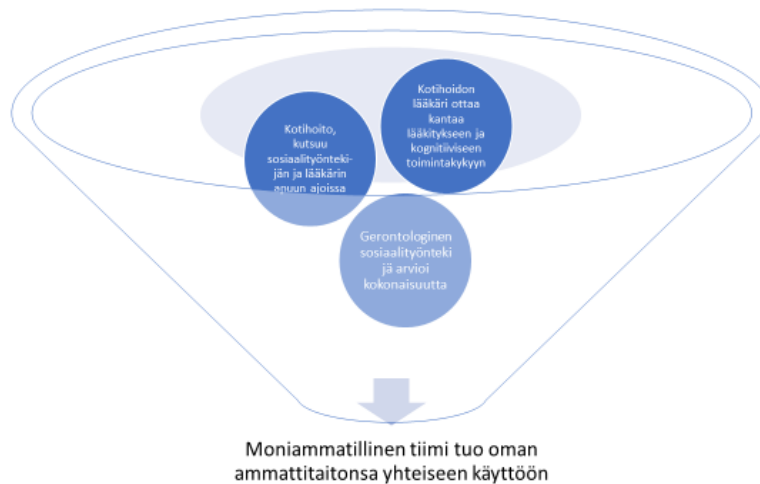 Kotihoito,
kutsuu
sosiaalityönteki-
jän ja lääkärin
apuun ajoissa
Kotihoidon
lääkäri ottaa
kantaa
lääkitykseen ja
kognitiiviseen
toimintakykyyn
Gerontologinen
sosiaalityönteki
jä arvioi
kokonaisuutta
Moniammatillinen tiimi tuo oman
ammattitaitonsa yhteiseen käyttöön